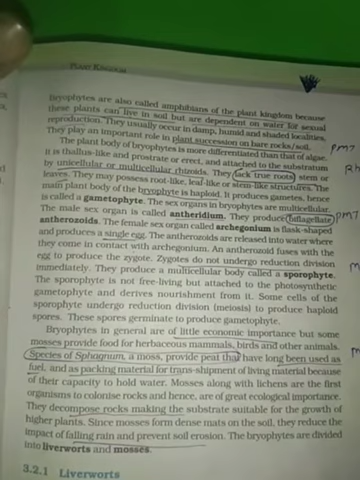 PLANT KINGDOM
Bryophytes are also called amphibians of the plant kingdom because
these plants can live in soil but are dependent on water for sexual
reproduction. They usually occur in damp, humid and shaded localities.
They play an important role in plant succession on bare rocks/soil.
The plant body of bryophytes is more differentiated than that of algae.
It is thallus-like and prostrate or erect, and attached to the substratum
by unicellular or multicellular rhizoids. They lack true roots, stem or
leaves. They may possess root-like, leaf-like or stem-like structures. The
main plant body of the bryophyte is haploid. It produces gametes, hence
is called a gametophyte. The sex organs in bryophytes are multicellular.
The male sex organ is called antheridium. They produce biflagellate
antherozoids. The female sex organ called archegonium is flask-shaped
and produces a single egg. The antherozoids are released into water where
they come in contact with archegonium. An antherozoid fuses with the
egg to produce the zygote. Zygotes do not undergo reduction division
immediately. They produce a multicellular body called a sporophyte.
The sporophyte is not free-living but attached to the photosynthetic
gametophyte and derives nourishment from it. Some cells of the
sporophyte undergo reduction division (meiosis) to produce haploid
spores. These spores germinate to produce gametophyte.
Bryophytes in general are of little economic importance but some
mosses provide food for herbaceous mammals, birds and other animals.
Species of Sphagnum, a moss, provide peat that have long been used as
fuel, and as packing material for trans-shipment of living material because
of their capacity to hold water. Mosses along with lichens are the first
organisms to colonise rocks and hence, are of great ecological importance.
They decompose rocks making the substrate suitable for the growth of
higher plants. Since mosses form dense mats on the soil, they reduce the
impact of falling rain and prevent soil erosion. The bryophytes are divided
into liverworts and mosses.
3.2.1 Liverworts